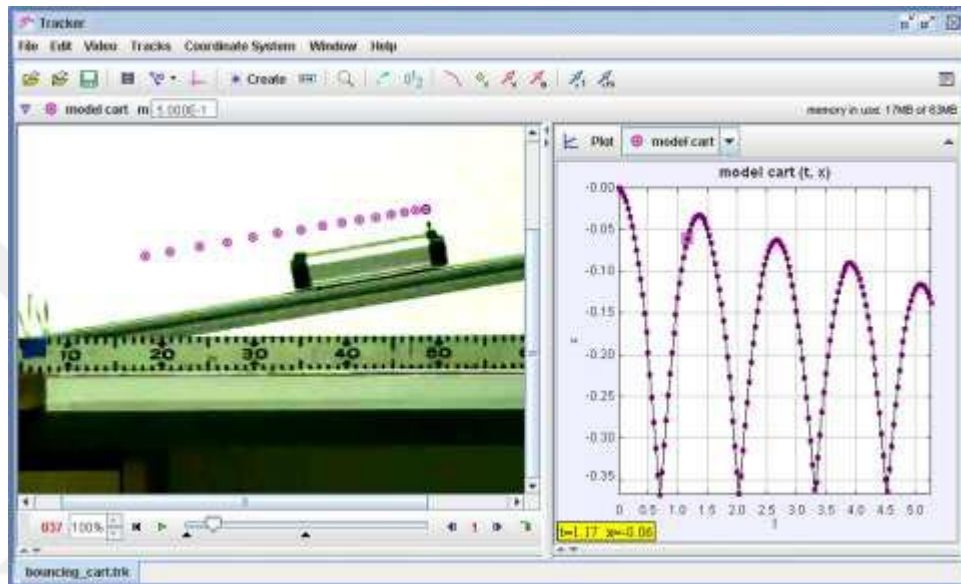 Tracker
File Edit Video Tracks Coordinate System Window Help
Create
model cart m 5.000E-1
memory in use: 17MB of 63MB
Plot model cart
model cart (t, x)
-0.00
-0.05
-0.10
-0.15
-0.20
-0.25
-0.30
-0.35
x
0 0.5 1.0 1.5 2.0 2.5 3.0 3.5 4.0 4.5 5.0
t
t=1.17 x=-0.06
10 20 30 40 50
037 100% 1
bouncing_cart.trk